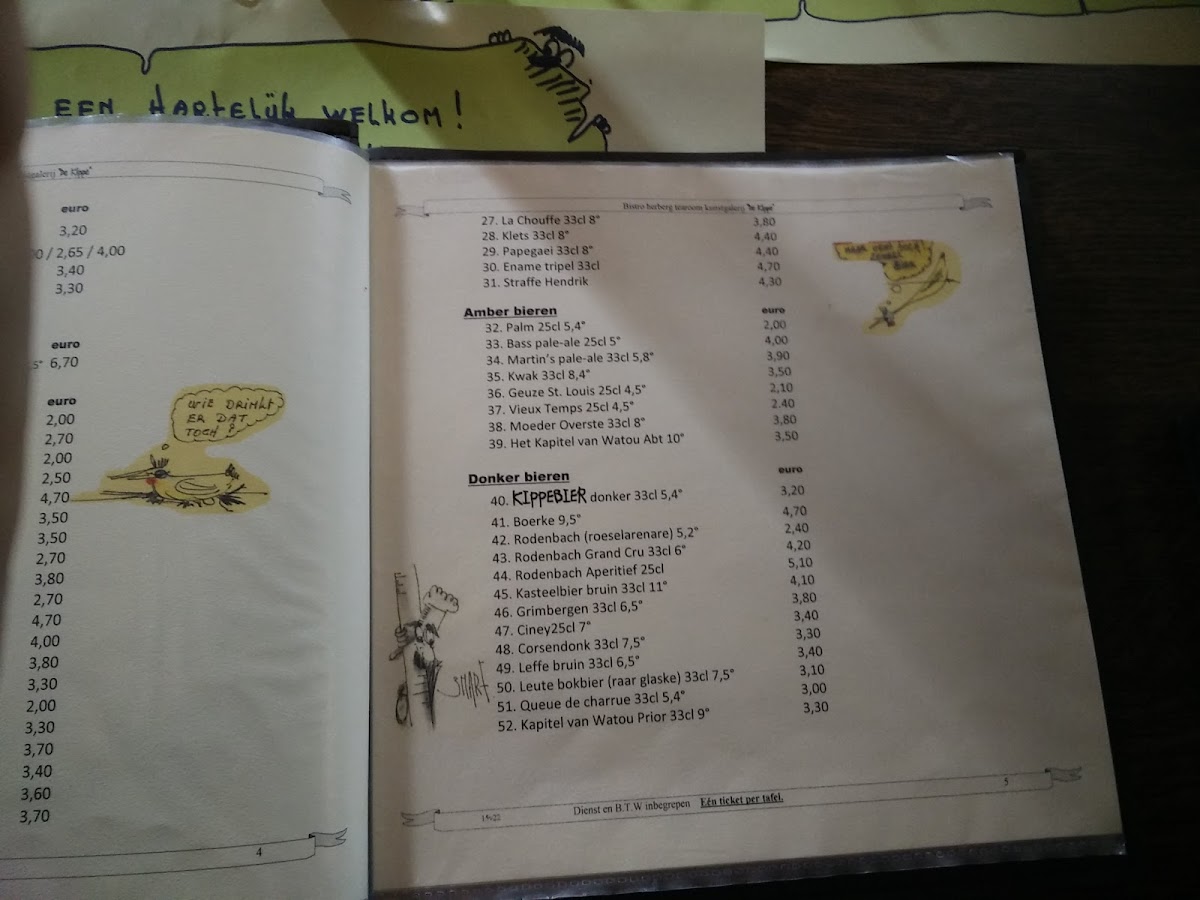 EEN HARTELIJK WELKOM!
"De Kippe"
euro
3,20
/ 2,65 / 4,00
3,40
3,30
euro
6,70
euro
2,00
2,70
2,00
2,50
4,70
3,50
3,50
2,70
3,80
2,70
4,70
4,00
3,80
3,30
2,00
3,30
3,70
3,40
3,60
3,70
WIE DRINKT
ER DAT
TOCH?
4
Bistro herberg tearoom kunstgalerij "De Kippe"
27. La Chouffe 33cl 8° 3,80
28. Klets 33cl 8° 4,40
29. Papegaei 33cl 8° 4,40
30. Ename tripel 33cl 4,70
31. Straffe Hendrik 4,30
Amber bieren euro
32. Palm 25cl 5,4° 2,00
33. Bass pale-ale 25cl 5° 4,00
34. Martin's pale-ale 33cl 5,8° 3,90
35. Kwak 33cl 8,4° 3,50
36. Geuze St. Louis 25cl 4,5° 2,10
37. Vieux Temps 25cl 4,5° 2.40
38. Moeder Overste 33cl 8° 3,80
39. Het Kapitel van Watou Abt 10° 3,50
Donker bieren euro
40. KIPPEBIER donker 33cl 5,4° 3,20
41. Boerke 9,5° 4,70
42. Rodenbach (roeselarenare) 5,2° 2,40
43. Rodenbach Grand Cru 33cl 6° 4,20
44. Rodenbach Aperitief 25cl 5,10
45. Kasteelbier bruin 33cl 11° 4,10
46. Grimbergen 33cl 6,5° 3,80
47. Ciney25cl 7° 3,40
48. Corsendonk 33cl 7,5° 3,30
49. Leffe bruin 33cl 6,5° 3,40
50. Leute bokbier (raar glaske) 33cl 7,5° 3,10
51. Queue de charrue 33cl 5,4° 3,00
52. Kapitel van Watou Prior 33cl 9° 3,30
SMART
Dienst en B.T.W inbegrepen Eén ticket per tafel.
5